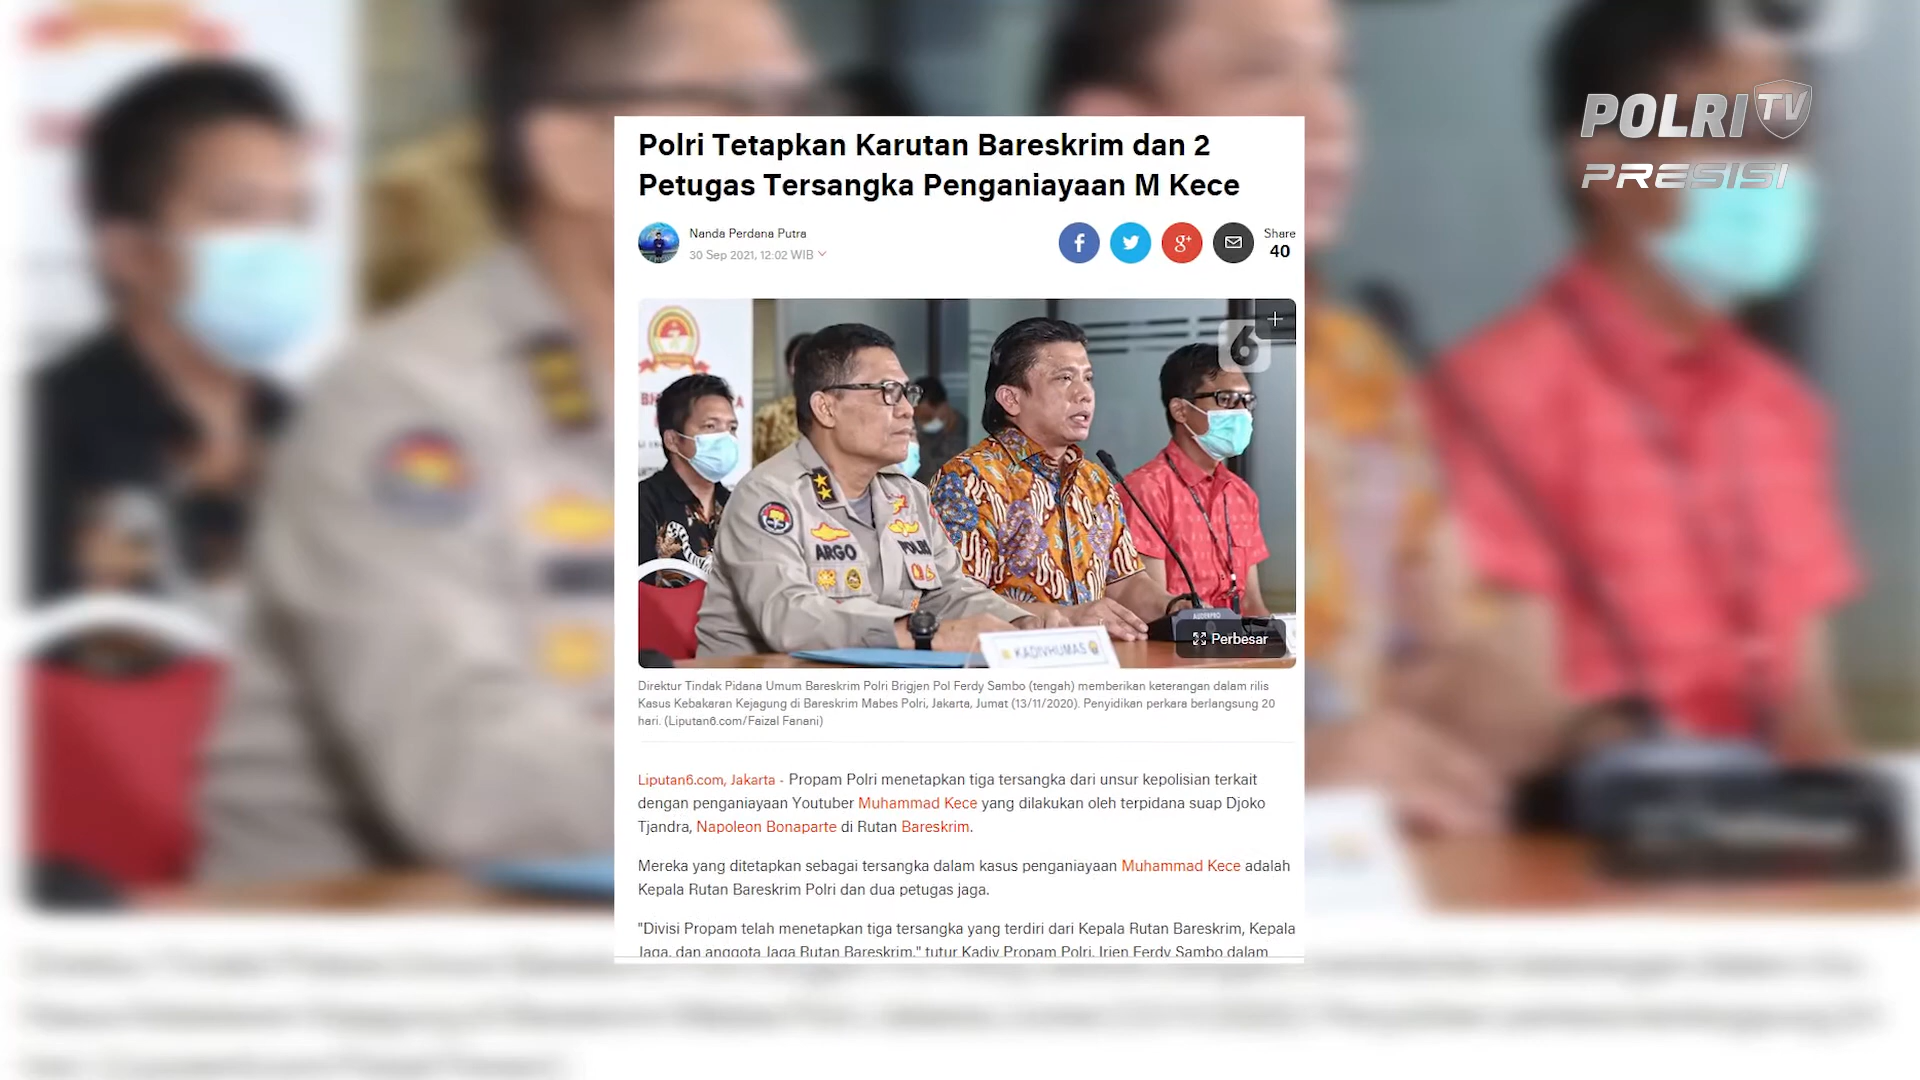 POLRI TV
PRESISI
Polri Tetapkan Karutan Bareskrim dan 2
Petugas Tersangka Penganiayaan M Kece
Nanda Perdana Putra
30 Sep 2021, 12:02 WIB
Share
40
ARGO
POLRI
KADIVHUMAS
Perbesar
Direktur Tindak Pidana Umum Bareskrim Polri Brigjen Pol Ferdy Sambo (tengah) memberikan keterangan dalam rilis
Kasus Kebakaran Kejagung di Bareskrim Mabes Polri, Jakarta, Jumat (13/11/2020). Penyidikan perkara berlangsung 20
hari. (Liputan6.com/Faizal Fanani)
Liputan6.com, Jakarta - Propam Polri menetapkan tiga tersangka dari unsur kepolisian terkait
dengan penganiayaan Youtuber Muhammad Kece yang dilakukan oleh terpidana suap Djoko
Tjandra, Napoleon Bonaparte di Rutan Bareskrim.
Mereka yang ditetapkan sebagai tersangka dalam kasus penganiayaan Muhammad Kece adalah
Kepala Rutan Bareskrim Polri dan dua petugas jaga.
"Divisi Propam telah menetapkan tiga tersangka yang terdiri dari Kepala Rutan Bareskrim, Kepala
Jaga, dan anggota Jaga Rutan Bareskrim," tutur Kadiv Propam Polri, Irjen Ferdy Sambo dalam